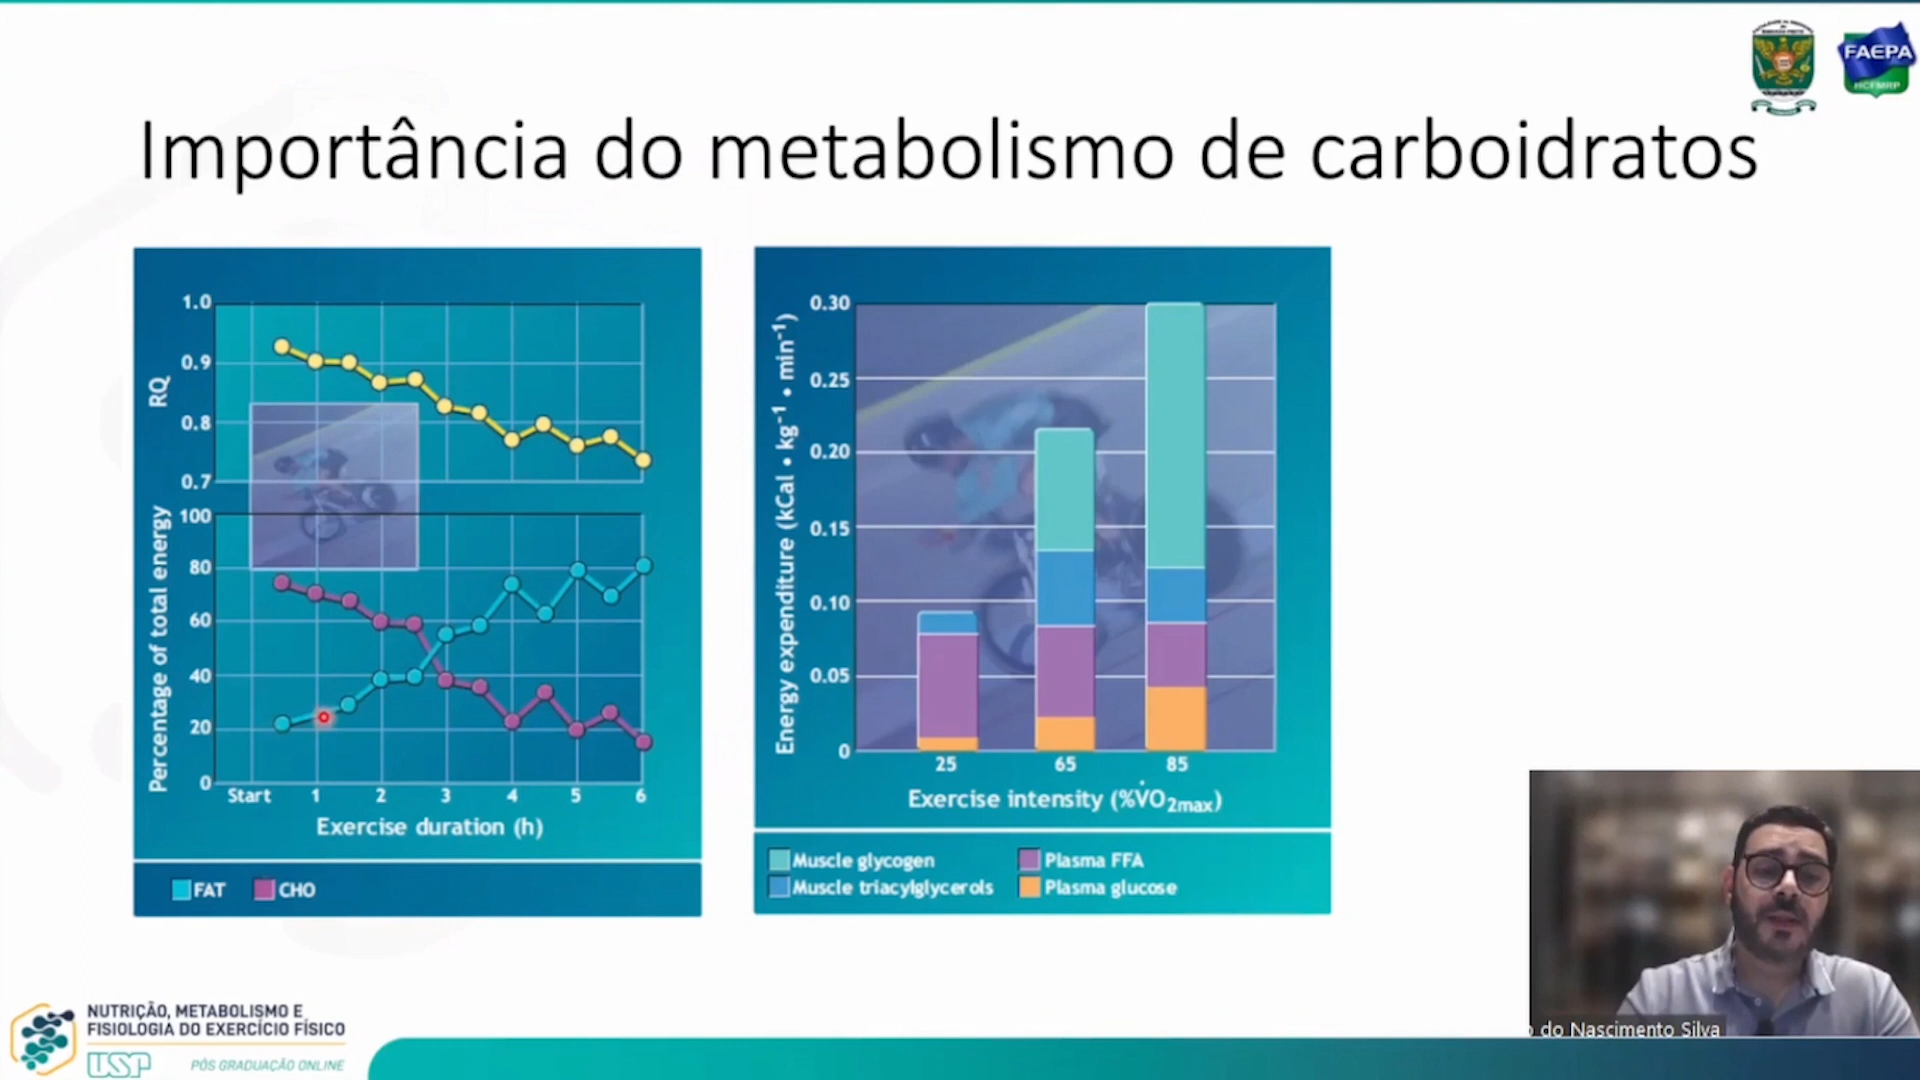 FAEPA
HCFMRP
Importância do metabolismo de carboidratos
1.0
0.9
0.8
0.7
RQ
100
80
60
40
20
0
Percentage of total energy
Start 1 2 3 4 5 6
Exercise duration (h)
FAT CHO
0.30
0.25
0.20
0.15
0.10
0.05
0
Energy expenditure (kCal • kg⁻¹ • min⁻¹)
25 65 85
Exercise intensity (%V̇O₂max)
Muscle glycogen Plasma FFA
Muscle triacylglycerols Plasma glucose
do Nascimento Silva
NUTRIÇÃO, METABOLISMO E
FISIOLOGIA DO EXERCÍCIO FÍSICO
USP PÓS GRADUAÇÃO ONLINE